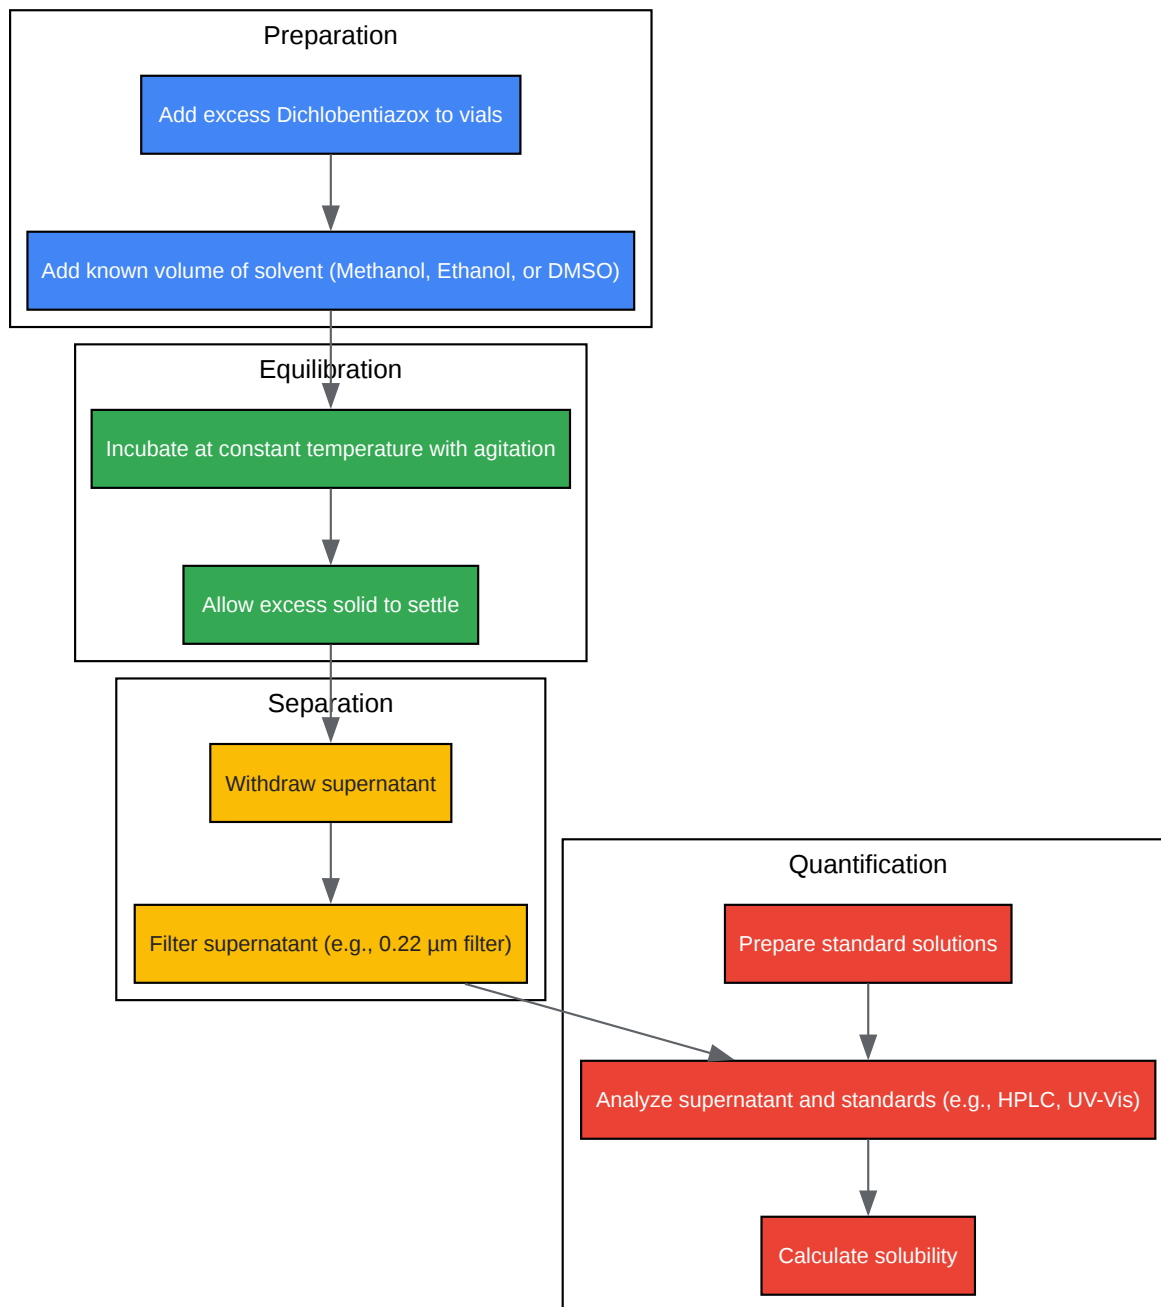 Preparation
Add excess Dichlobentiazox to vials
Add known volume of solvent (Methanol, Ethanol, or DMSO)
Equilibration
Incubate at constant temperature with agitation
Allow excess solid to settle
Separation
Withdraw supernatant
Filter supernatant (e.g., 0.22 µm filter)
Quantification
Prepare standard solutions
Analyze supernatant and standards (e.g., HPLC, UV-Vis)
Calculate solubility